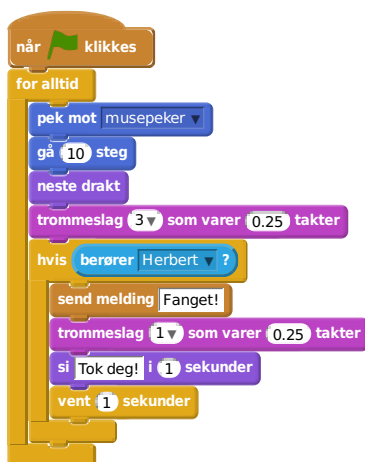 når klikkes
for alltid
pek mot musepeker
gå 10 steg
neste drakt
trommeslag 3 som varer 0.25 takter
hvis berører Herbert ?
send melding Fanget!
trommeslag 1 som varer 0.25 takter
si Tok deg! i 1 sekunder
vent 1 sekunder